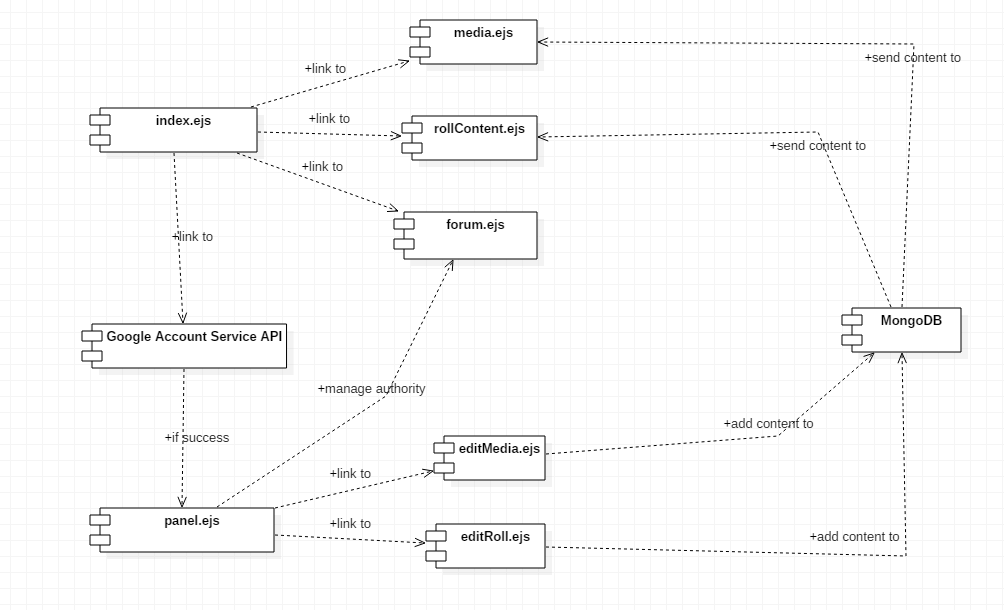 media.ejs
+send content to
+link to
index.ejs
+link to
rollContent.ejs
+send content to
+link to
forum.ejs
+link to
MongoDB
Google Account Service API
+manage authority
+add content to
+if success
editMedia.ejs
+link to
panel.ejs
+link to
editRoll.ejs
+add content to